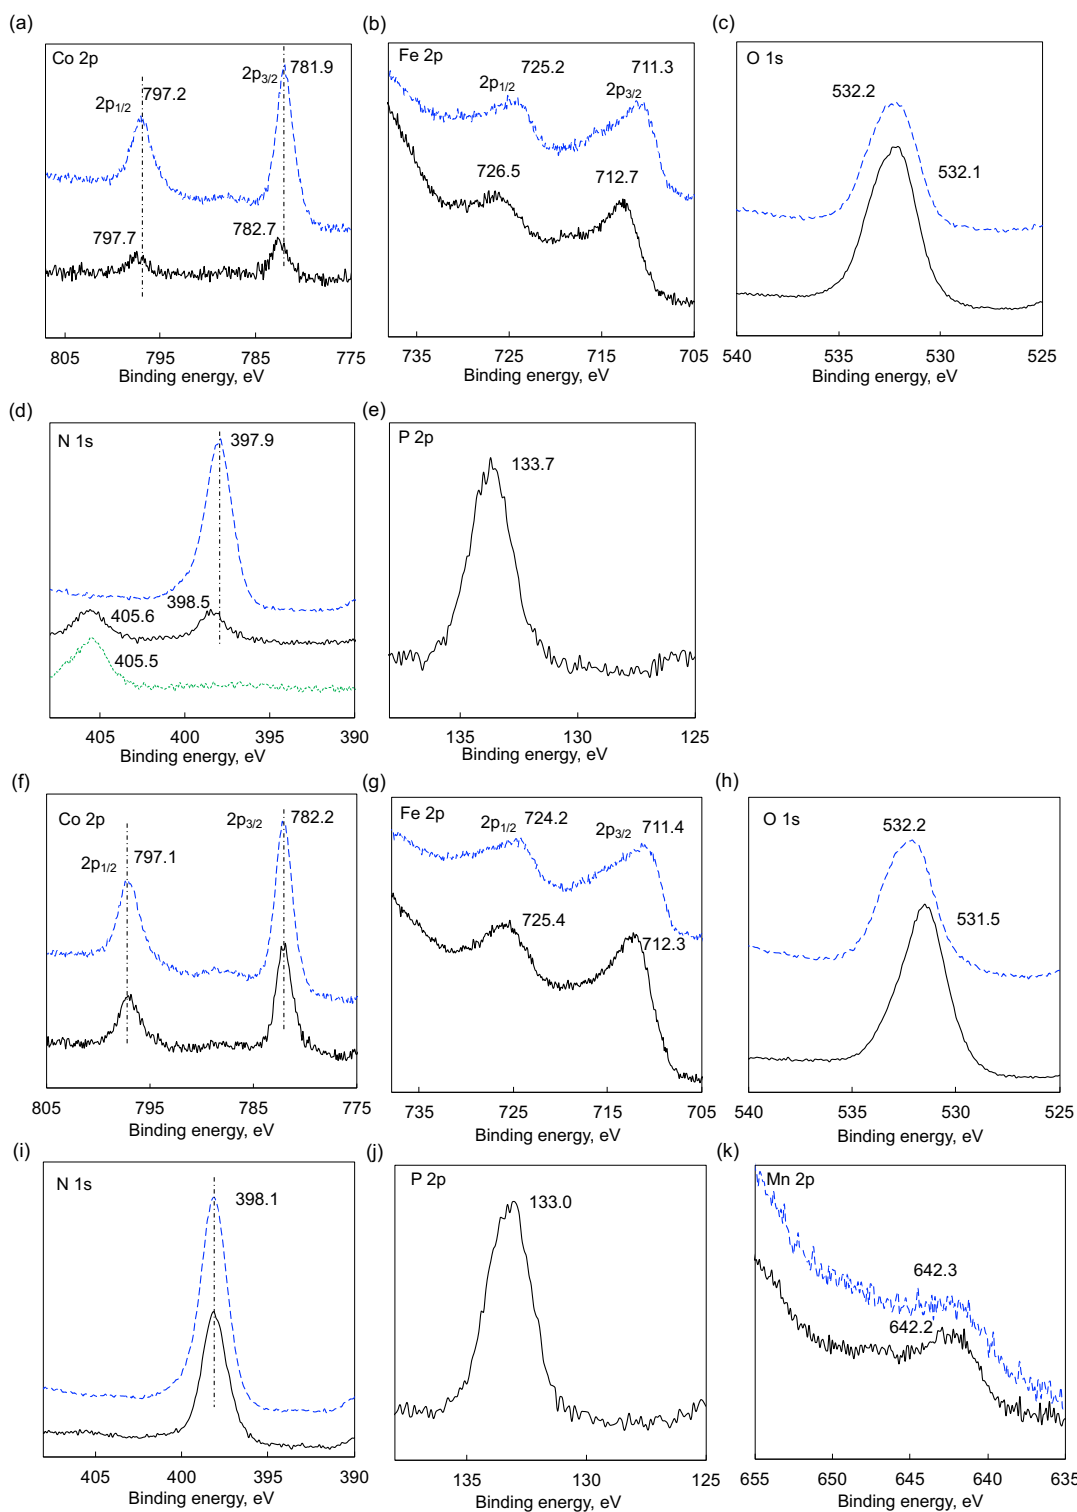 (a)
Co 2p
2p1/2
797.2
2p3/2
781.9
797.7
782.7
805
795
785
775
Binding energy, eV
(b)
Fe 2p
2p1/2
725.2
2p3/2
711.3
726.5
712.7
735
725
715
705
Binding energy, eV
(c)
O 1s
532.2
532.1
540
535
530
525
Binding energy, eV
(d)
N 1s
397.9
405.6
398.5
405.5
405
400
395
390
Binding energy, eV
(e)
P 2p
133.7
135
130
125
Binding energy, eV
(f)
Co 2p
2p1/2
797.1
2p3/2
782.2
805
795
785
775
Binding energy, eV
(g)
Fe 2p
2p1/2
724.2
2p3/2
711.4
725.4
712.3
735
725
715
705
Binding energy, eV
(h)
O 1s
532.2
531.5
540
535
530
525
Binding energy, eV
(i)
N 1s
398.1
405
400
395
390
Binding energy, eV
(j)
P 2p
133.0
135
130
125
Binding energy, eV
(k)
Mn 2p
642.3
642.2
655
650
645
640
635
Binding energy, eV